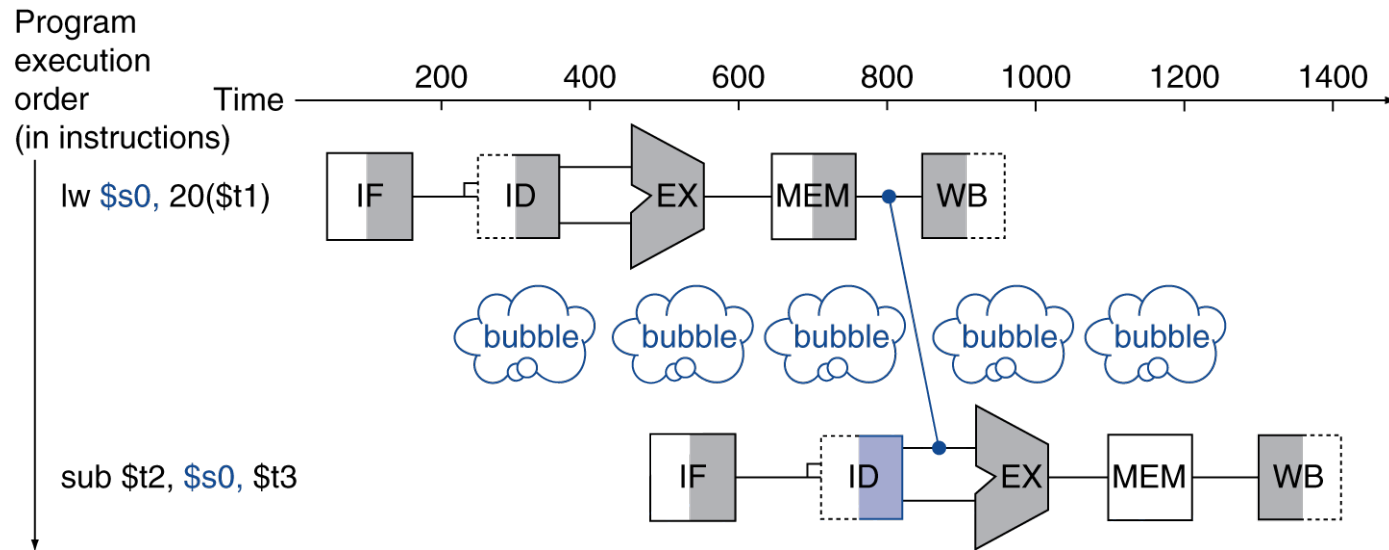 Program
execution
order
(in instructions)
Time
200 400 600 800 1000 1200 1400
lw $s0, 20($t1)
IF ID EX MEM WB
bubble bubble bubble bubble bubble
sub $t2, $s0, $t3
IF ID EX MEM WB